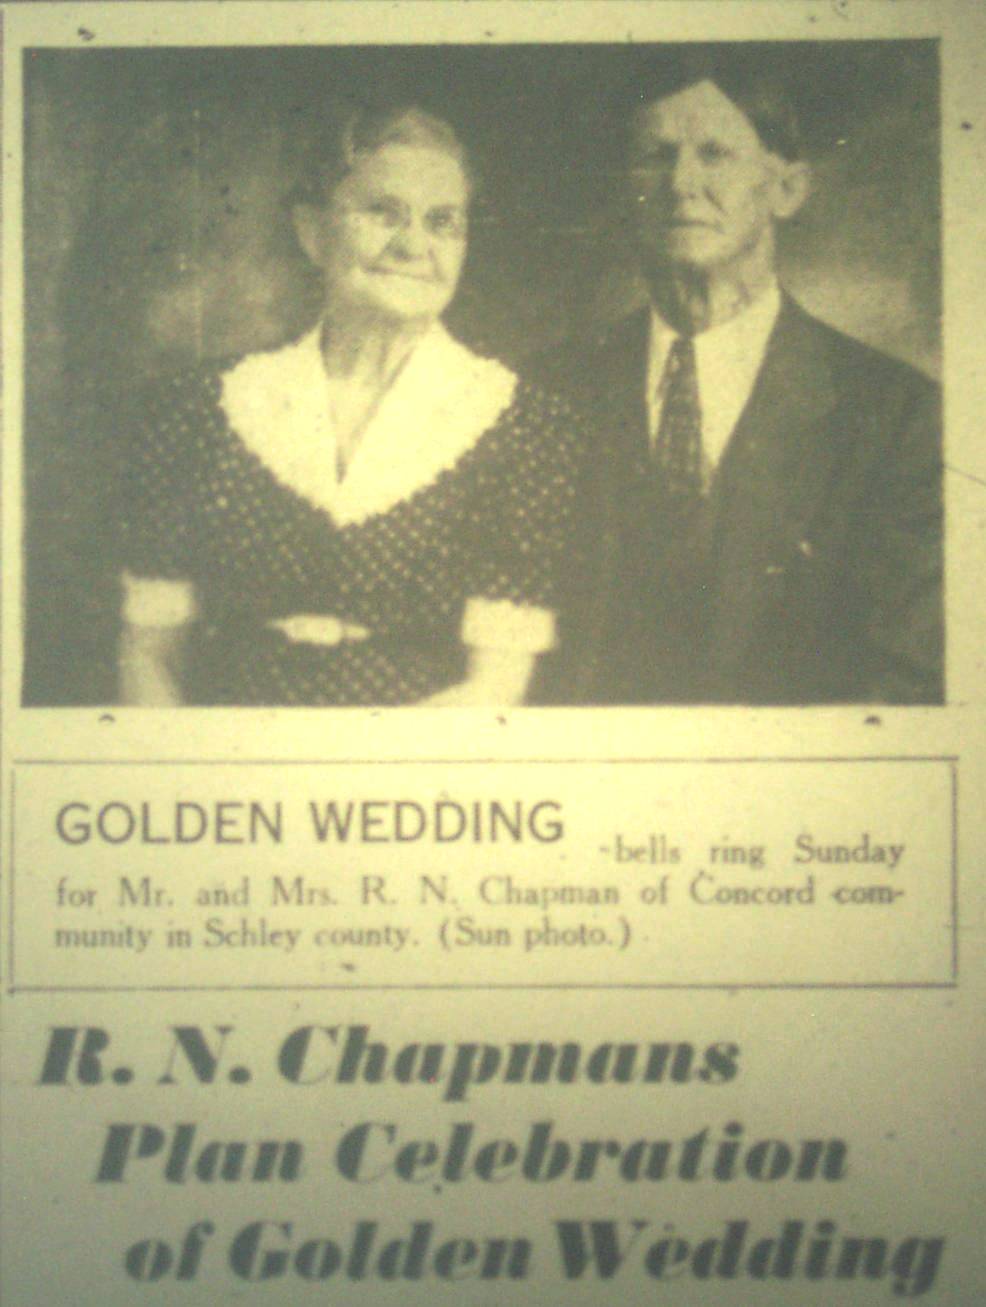 GOLDEN WEDDING -bells ring Sunday
for Mr. and Mrs. R. N. Chapman of Concord com-
munity in Schley county. (Sun photo.)
R. N. Chapmans
Plan Celebration
of Golden Wedding